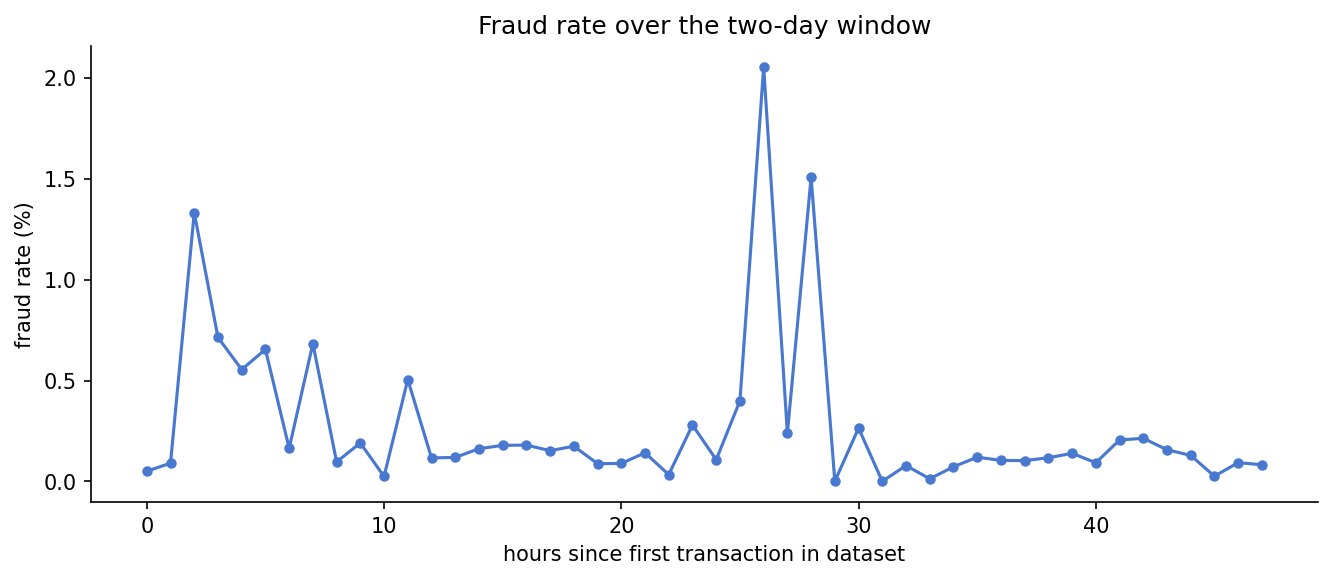 Fraud rate over the two-day window
2.0
1.5
1.0
0.5
0.0
fraud rate (%)
0 10 20 30 40
hours since first transaction in dataset